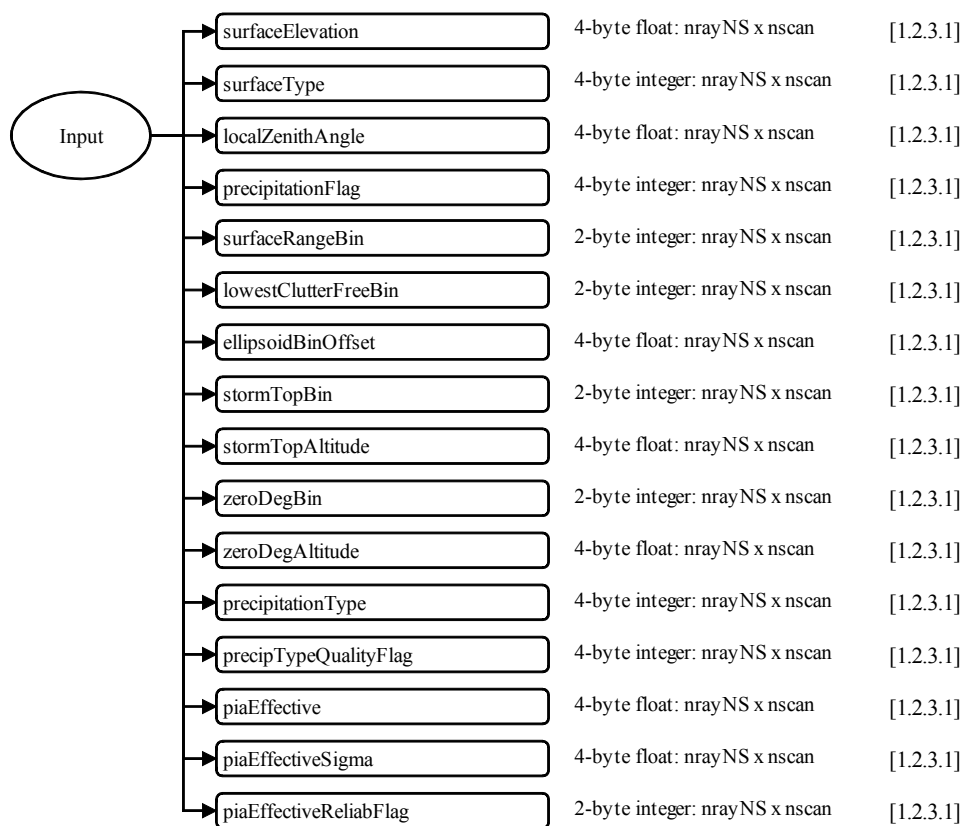 surfaceElevation 4-byte float: nrayNS x nscan [1.2.3.1]
surfaceType 4-byte integer: nrayNS x nscan [1.2.3.1]
Input localZenithAngle 4-byte float: nrayNS x nscan [1.2.3.1]
precipitationFlag 4-byte integer: nrayNS x nscan [1.2.3.1]
surfaceRangeBin 2-byte integer: nrayNS x nscan [1.2.3.1]
lowestClutterFreeBin 2-byte integer: nrayNS x nscan [1.2.3.1]
ellipsoidBinOffset 4-byte float: nrayNS x nscan [1.2.3.1]
stormTopBin 2-byte integer: nrayNS x nscan [1.2.3.1]
stormTopAltitude 4-byte float: nrayNS x nscan [1.2.3.1]
zeroDegBin 2-byte integer: nrayNS x nscan [1.2.3.1]
zeroDegAltitude 4-byte float: nrayNS x nscan [1.2.3.1]
precipitationType 4-byte integer: nrayNS x nscan [1.2.3.1]
precipTypeQualityFlag 4-byte integer: nrayNS x nscan [1.2.3.1]
piaEffective 4-byte float: nrayNS x nscan [1.2.3.1]
piaEffectiveSigma 4-byte float: nrayNS x nscan [1.2.3.1]
piaEffectiveReliabFlag 2-byte integer: nrayNS x nscan [1.2.3.1]